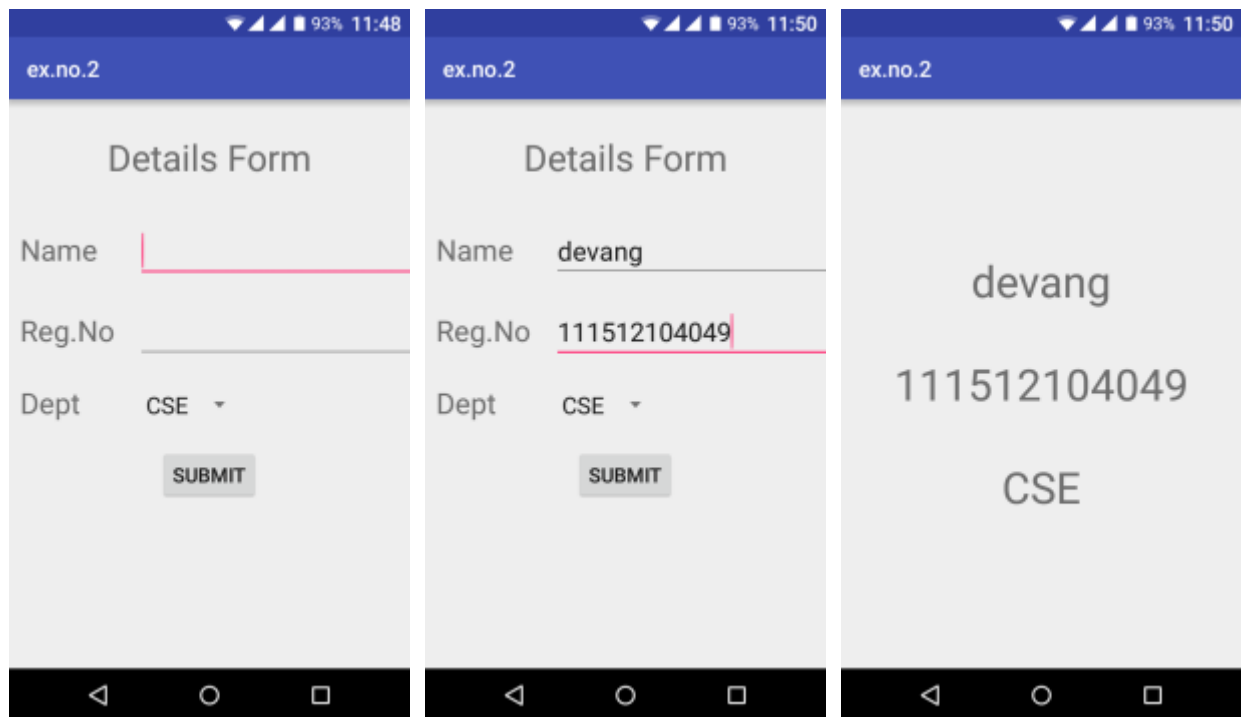 93% 11:48
ex.no.2
Details Form
Name
Reg.No
Dept CSE
SUBMIT
93% 11:50
ex.no.2
Details Form
Name devang
Reg.No 111512104049
Dept CSE
SUBMIT
93% 11:50
ex.no.2
devang
111512104049
CSE